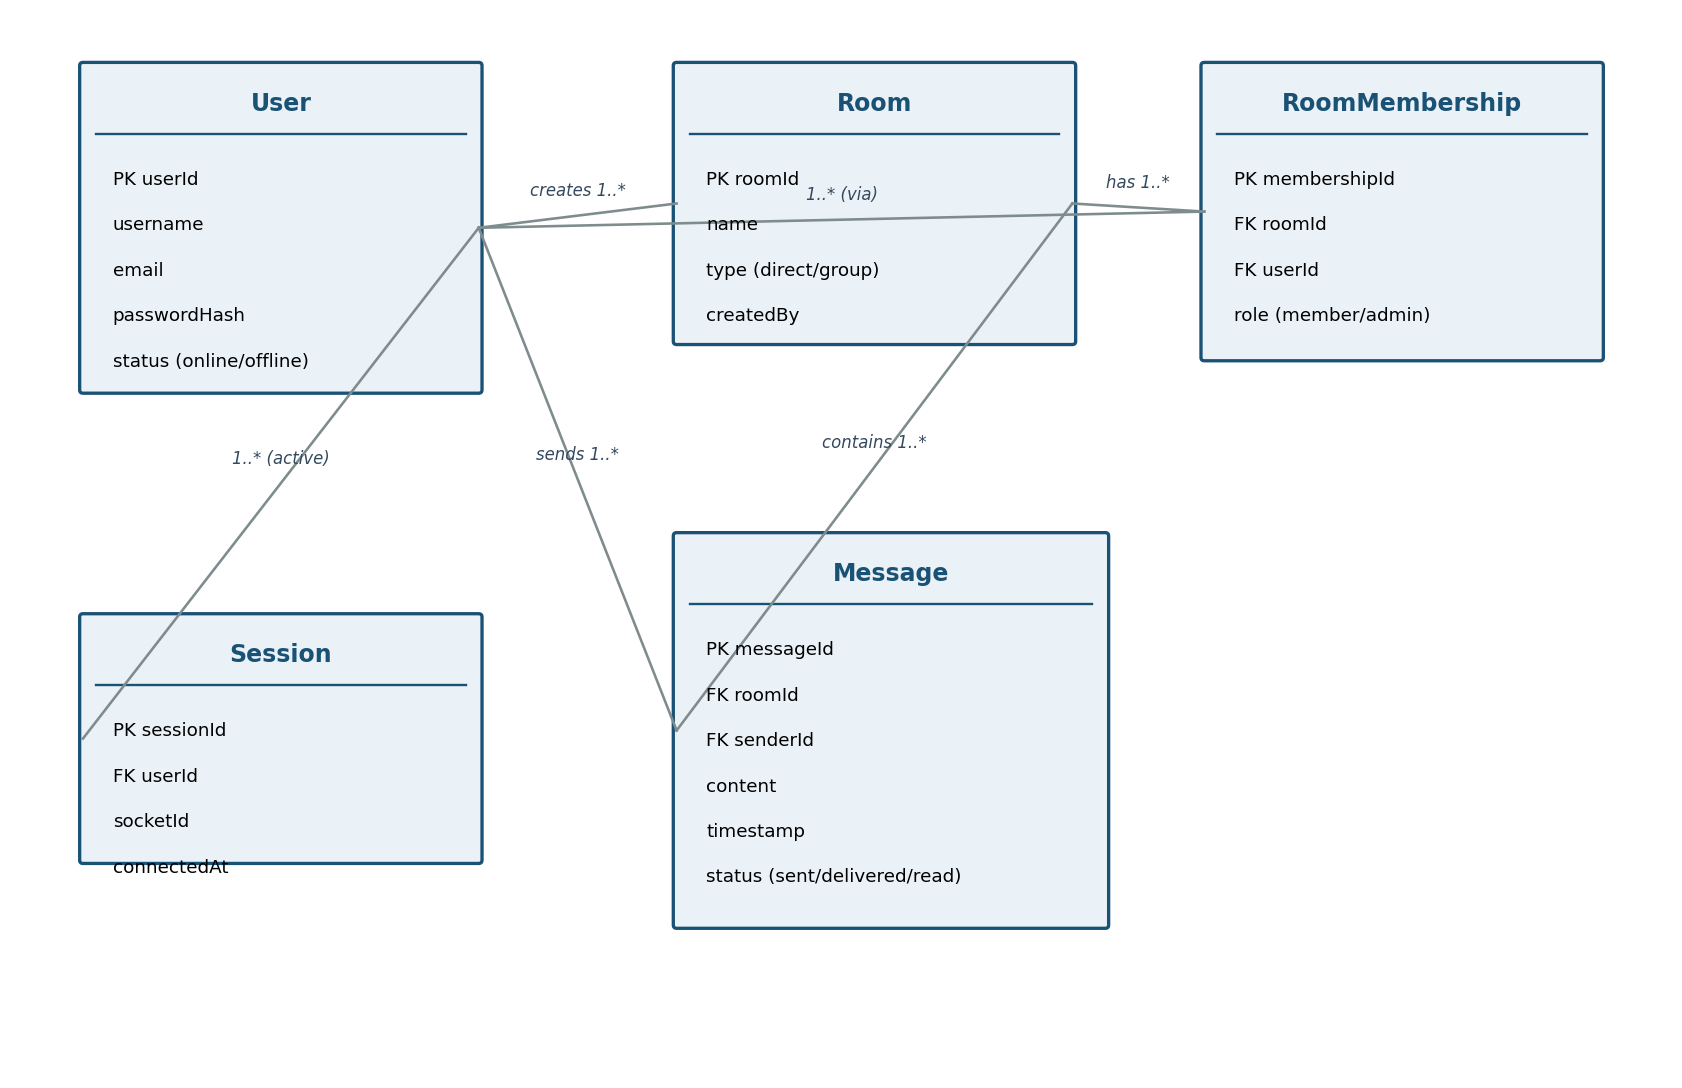 User
PK userId
username
email
passwordHash
status (online/offline)
creates 1..*
Room
PK roomId
1..* (via)
name
type (direct/group)
createdBy
has 1..*
RoomMembership
PK membershipId
FK roomId
FK userId
role (member/admin)
1..* (active)
sends 1..*
contains 1..*
Session
PK sessionId
FK userId
socketId
connectedAt
Message
PK messageId
FK roomId
FK senderId
content
timestamp
status (sent/delivered/read)